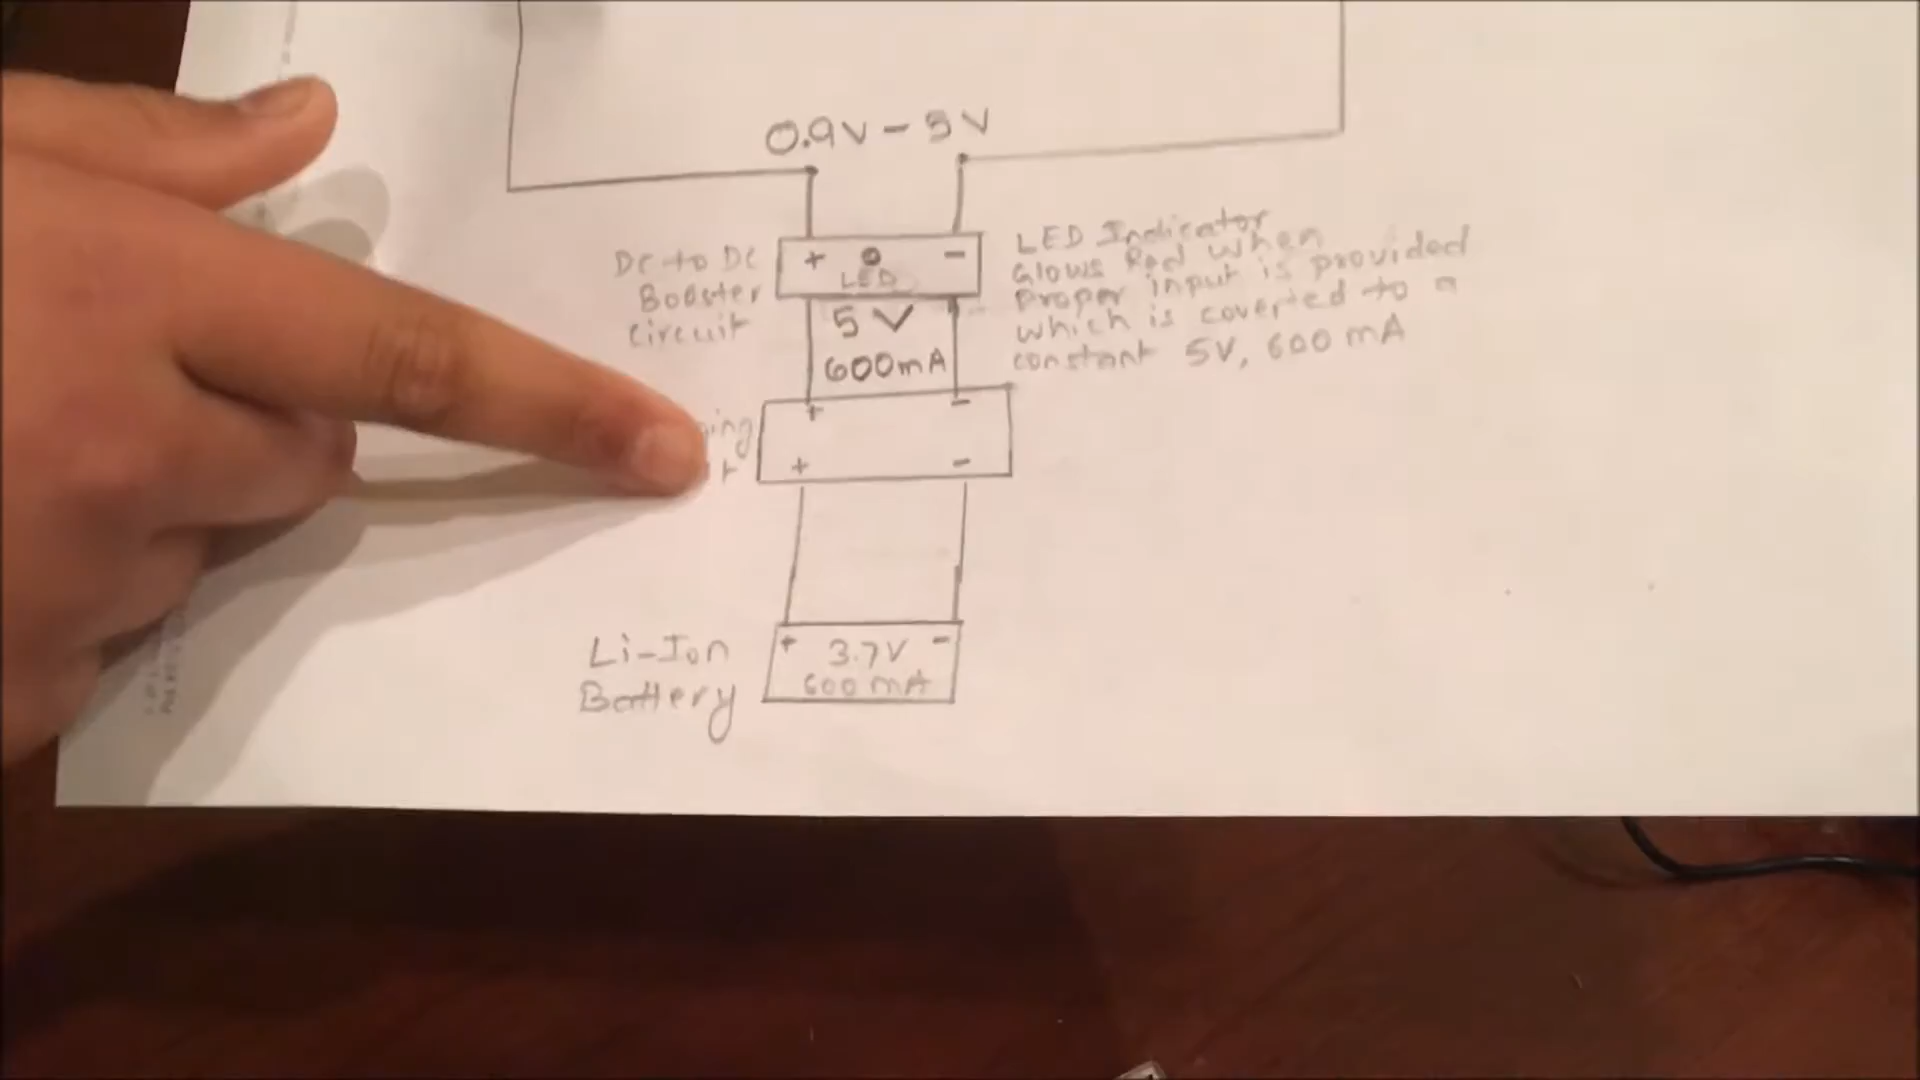 0.9V - 5V
+ -
LED
DC to DC
Booster
Circuit
LED Indicator
Glows Red when
proper input is provided
which is coverted to a
constant 5V, 600 mA
5V
600mA
+ -
+ -
Li-Ion
Battery
+ 3.7V -
600 mA